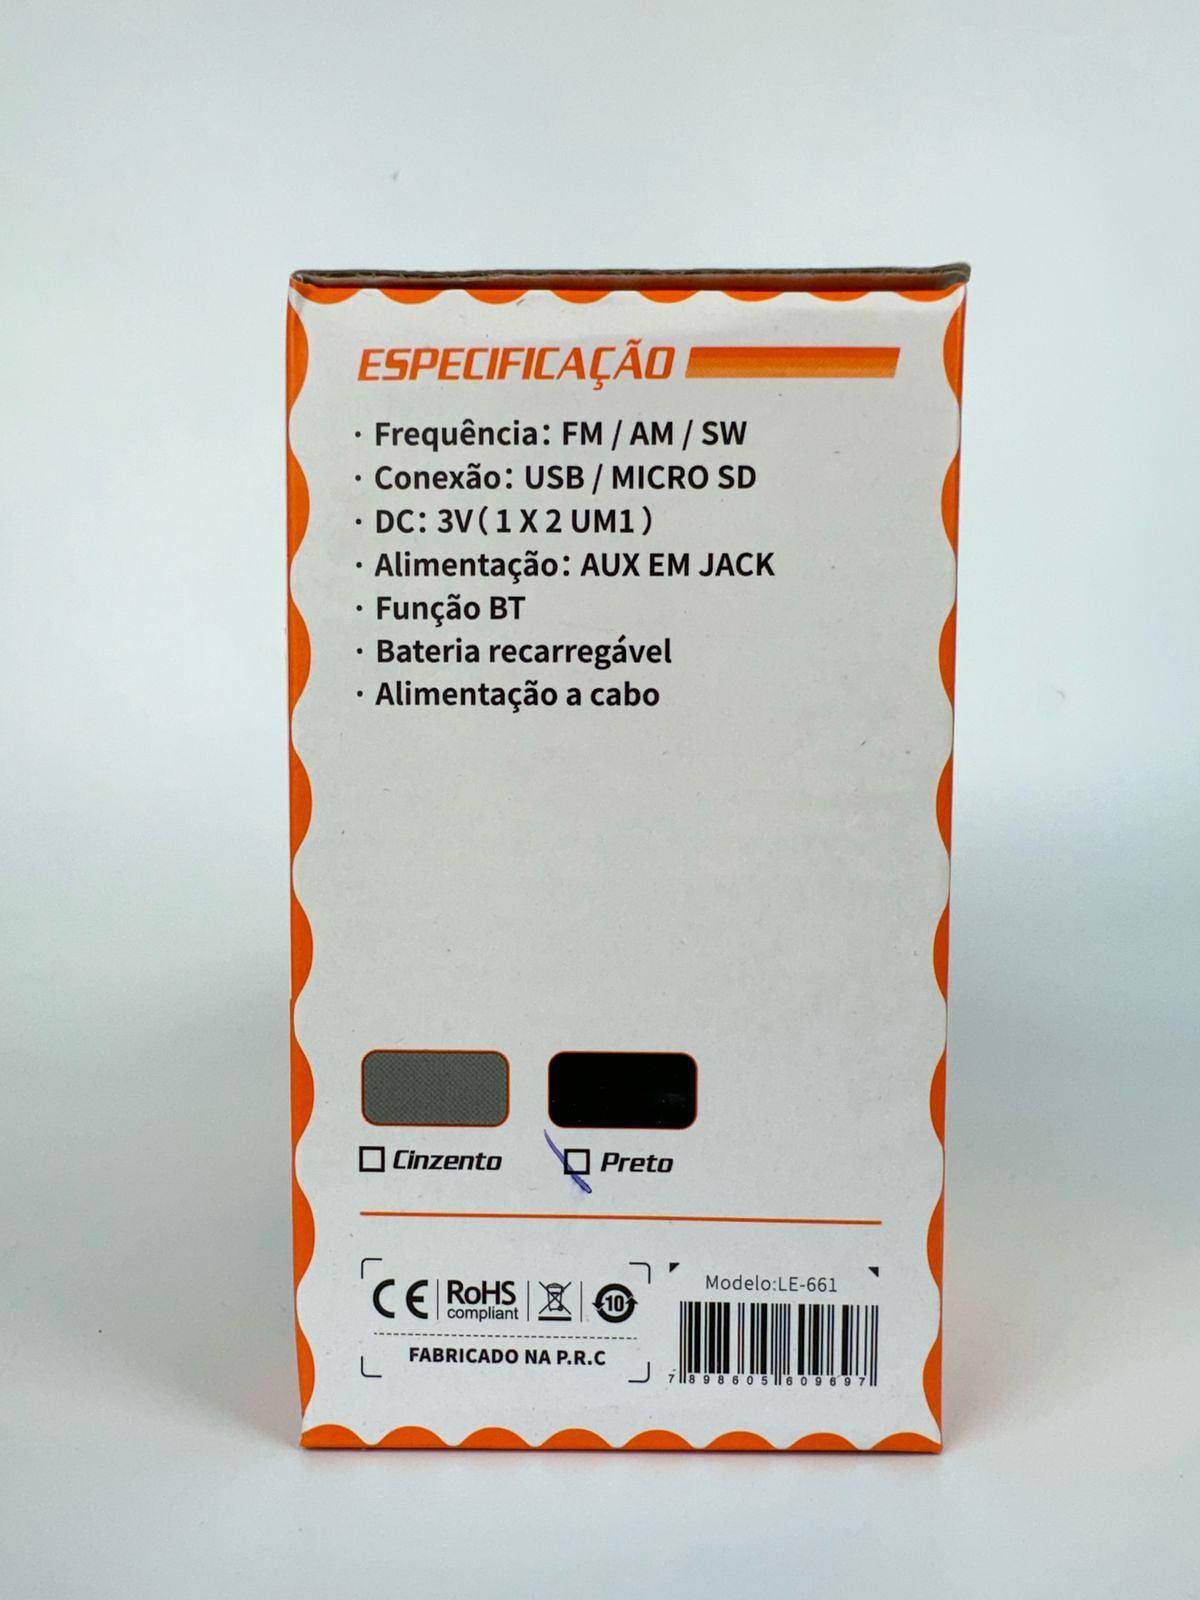 ESPECIFICAÇÃO
· Frequência: FM / AM / SW
· Conexão: USB / MICRO SD
· DC: 3V ( 1 X 2 UM1 )
· Alimentação: AUX EM JACK
· Função BT
· Bateria recarregável
· Alimentação a cabo
Cinzento Preto
CE RoHS compliant 10
FABRICADO NA P.R.C
Modelo:LE-661
7 898605 609697